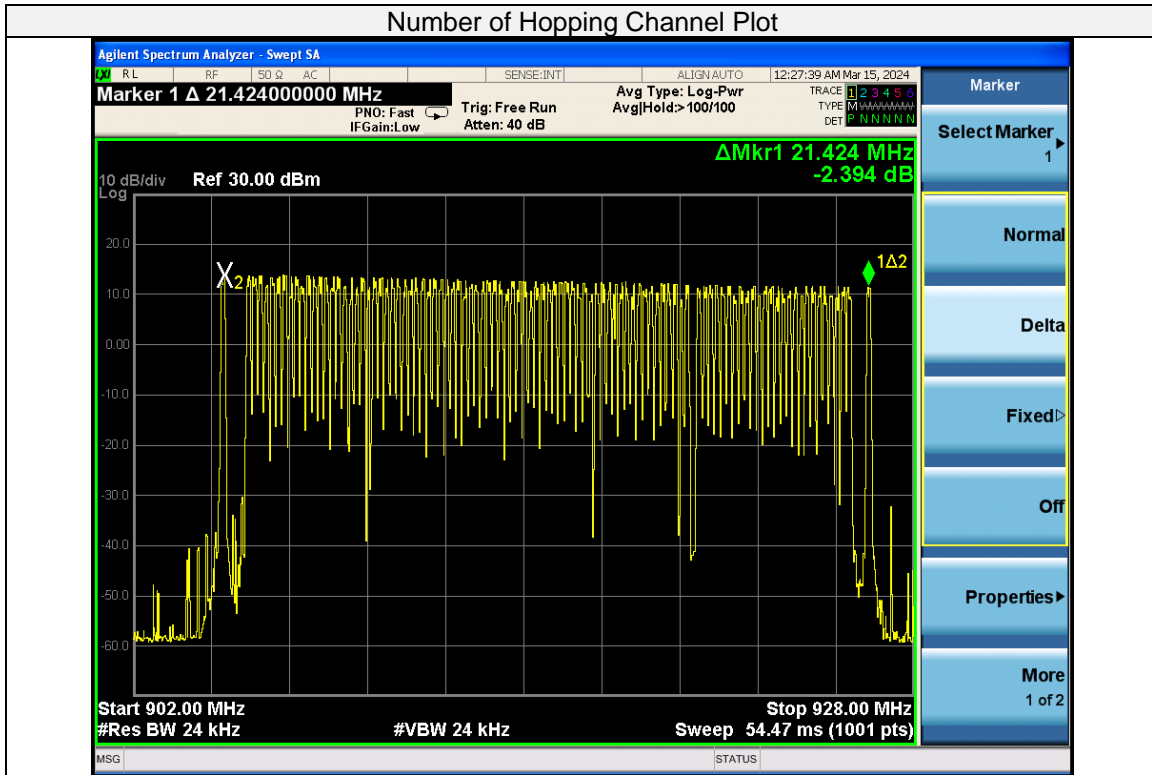 Number of Hopping Channel Plot
Agilent Spectrum Analyzer - Swept SA
LXI RL RF 50 Ω AC SENSE:INT ALIGN AUTO 12:27:39 AM Mar 15, 2024
Marker 1 Δ 21.424000000 MHz
PNO: Fast
IFGain:Low
Trig: Free Run
Atten: 40 dB
Avg Type: Log-Pwr
Avg|Hold:>100/100
TRACE 1 2 3 4 5 6
TYPE M
DET P N N N N N
ΔMkr1 21.424 MHz
-2.394 dB
10 dB/div Ref 30.00 dBm
Log
20.0
10.0
0.00
-10.0
-20.0
-30.0
-40.0
-50.0
-60.0
X2
1Δ2
Start 902.00 MHz Stop 928.00 MHz
#Res BW 24 kHz #VBW 24 kHz Sweep 54.47 ms (1001 pts)
MSG STATUS
Marker
Select Marker
1
Normal
Delta
Fixed
Off
Properties
More
1 of 2